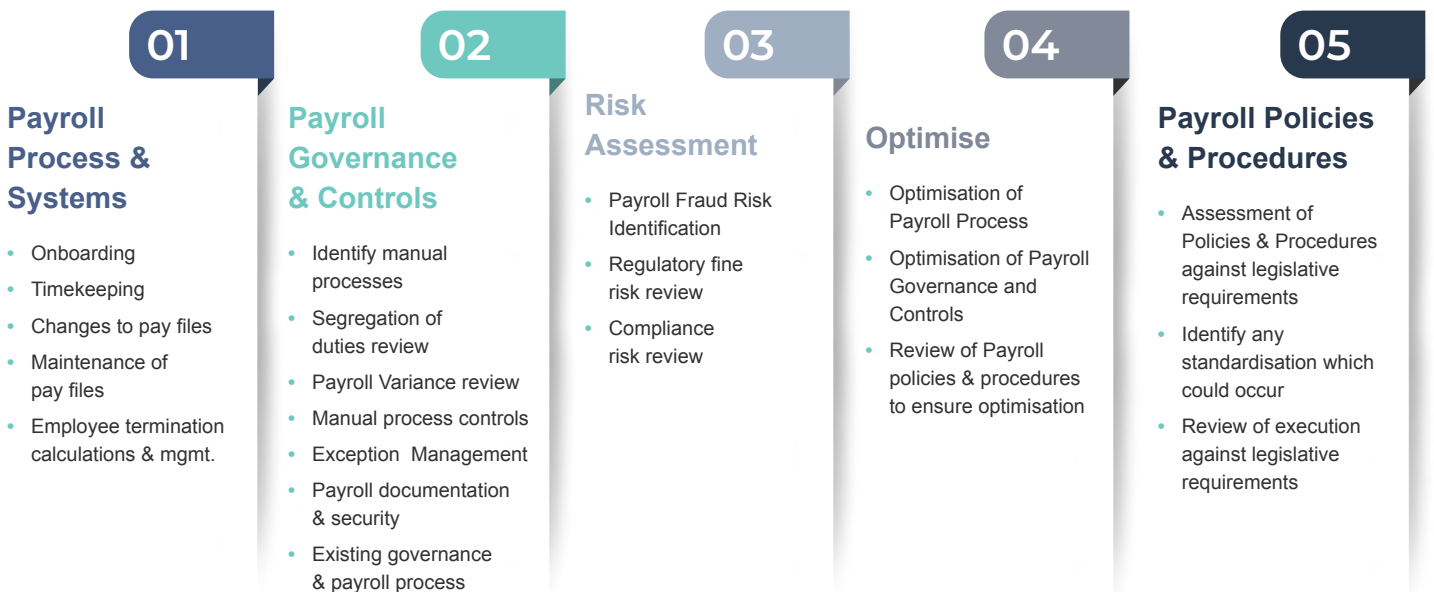 01
Payroll
Process &
Systems
• Onboarding
• Timekeeping
• Changes to pay files
• Maintenance of
pay files
• Employee termination
calculations & mgmt.
02
Payroll
Governance
& Controls
• Identify manual
processes
• Segregation of
duties review
• Payroll Variance review
• Manual process controls
• Exception  Management
• Payroll documentation
& security
• Existing governance
& payroll process
03
Risk
Assessment
• Payroll Fraud Risk
Identification
• Regulatory fine
risk review
• Compliance
risk review
04
Optimise
• Optimisation of
Payroll Process
• Optimisation of Payroll
Governance and
Controls
• Review of Payroll
policies & procedures
to ensure optimisation
05
Payroll Policies
& Procedures
• Assessment of
Policies & Procedures
against legislative
requirements
• Identify any
standardisation which
could occur
• Review of execution
against legislative
requirements